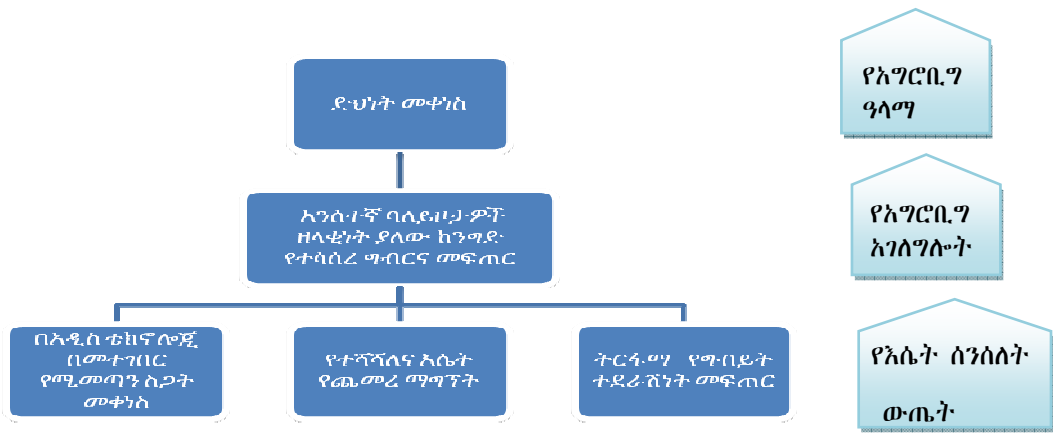 ድህነት መቀነስ
የአግሮቢግ
ዓላማ
አነስተኛ ባለይዞታዎች
ዘላቂነት ያለው ከንግድ
የተሳሰረ ግብርና መፍጠር
የአግሮቢግ
አገለግሎት
በአዲስ ቴክኖሎጂ
በመተግበር
የሚመጣን ስጋት
መቀነስ
የተሻሻለና እሴት
የጨመረ ማግኘት
ትርፋማ የግብይት
ተደራሽነት መፍጠር
የእሴት ሰንሰለት
ውጤት